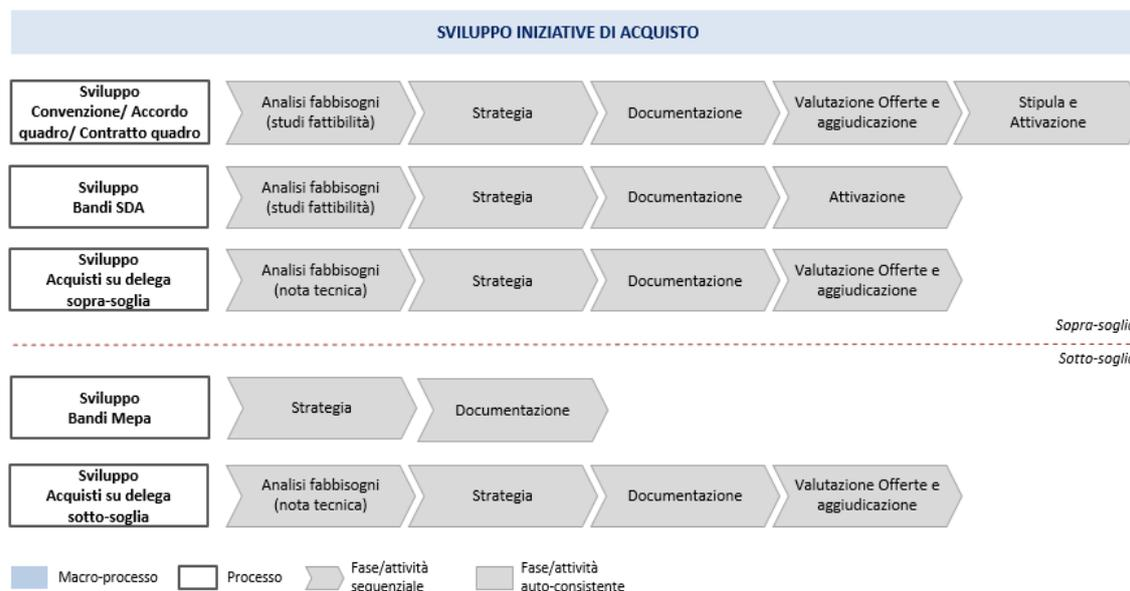 SVILUPPO INIZIATIVE DI ACQUISTO
Sviluppo
Convenzione/ Accordo
quadro/ Contratto quadro
Analisi fabbisogni
(studi fattibilità)
Strategia
Documentazione
Valutazione Offerte e
aggiudicazione
Stipula e
Attivazione
Sviluppo
Bandi SDA
Analisi fabbisogni
(studi fattibilità)
Strategia
Documentazione
Attivazione
Sviluppo
Acquisti su delega
sopra-soglia
Analisi fabbisogni
(nota tecnica)
Strategia
Documentazione
Valutazione Offerte e
aggiudicazione
Sopra-soglia
Sotto-soglia
Sviluppo
Bandi Mepa
Strategia
Documentazione
Sviluppo
Acquisti su delega
sotto-soglia
Analisi fabbisogni
(nota tecnica)
Strategia
Documentazione
Valutazione Offerte e
aggiudicazione
Macro-processo
Processo
Fase/attività
sequenziale
Fase/attività
auto-consistente